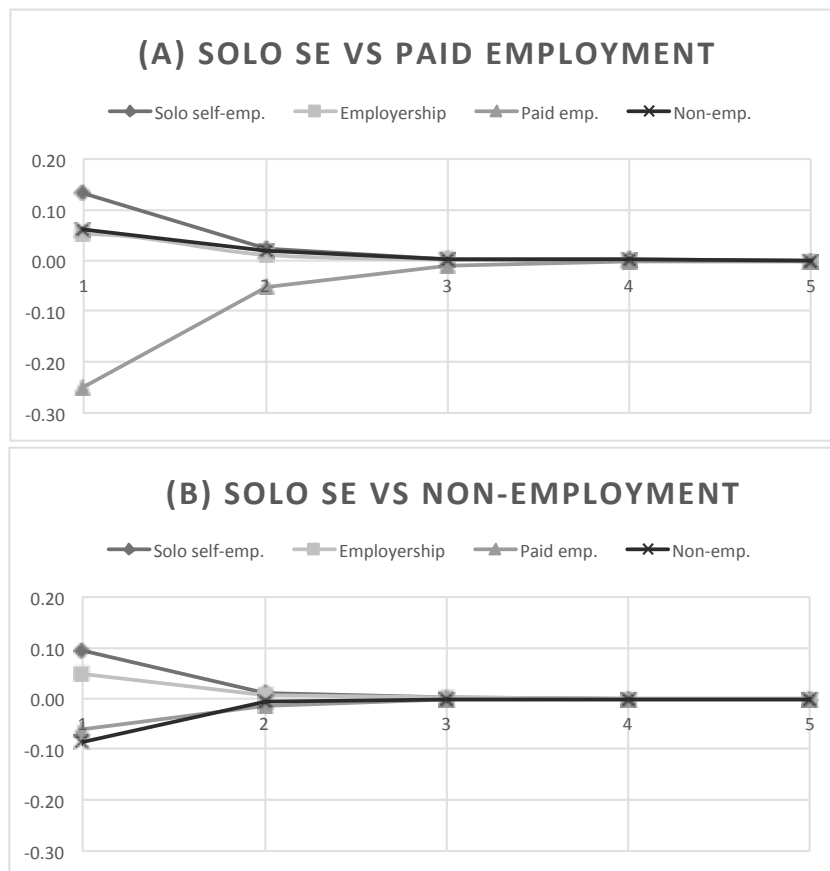 (A) SOLO SE VS PAID EMPLOYMENT
Solo self-emp. Employership Paid emp. Non-emp.
0.20
0.10
0.00
1 2 3 4 5
-0.10
-0.20
-0.30
(B) SOLO SE VS NON-EMPLOYMENT
Solo self-emp. Employership Paid emp. Non-emp.
0.20
0.10
0.00
1 2 3 4 5
-0.10
-0.20
-0.30